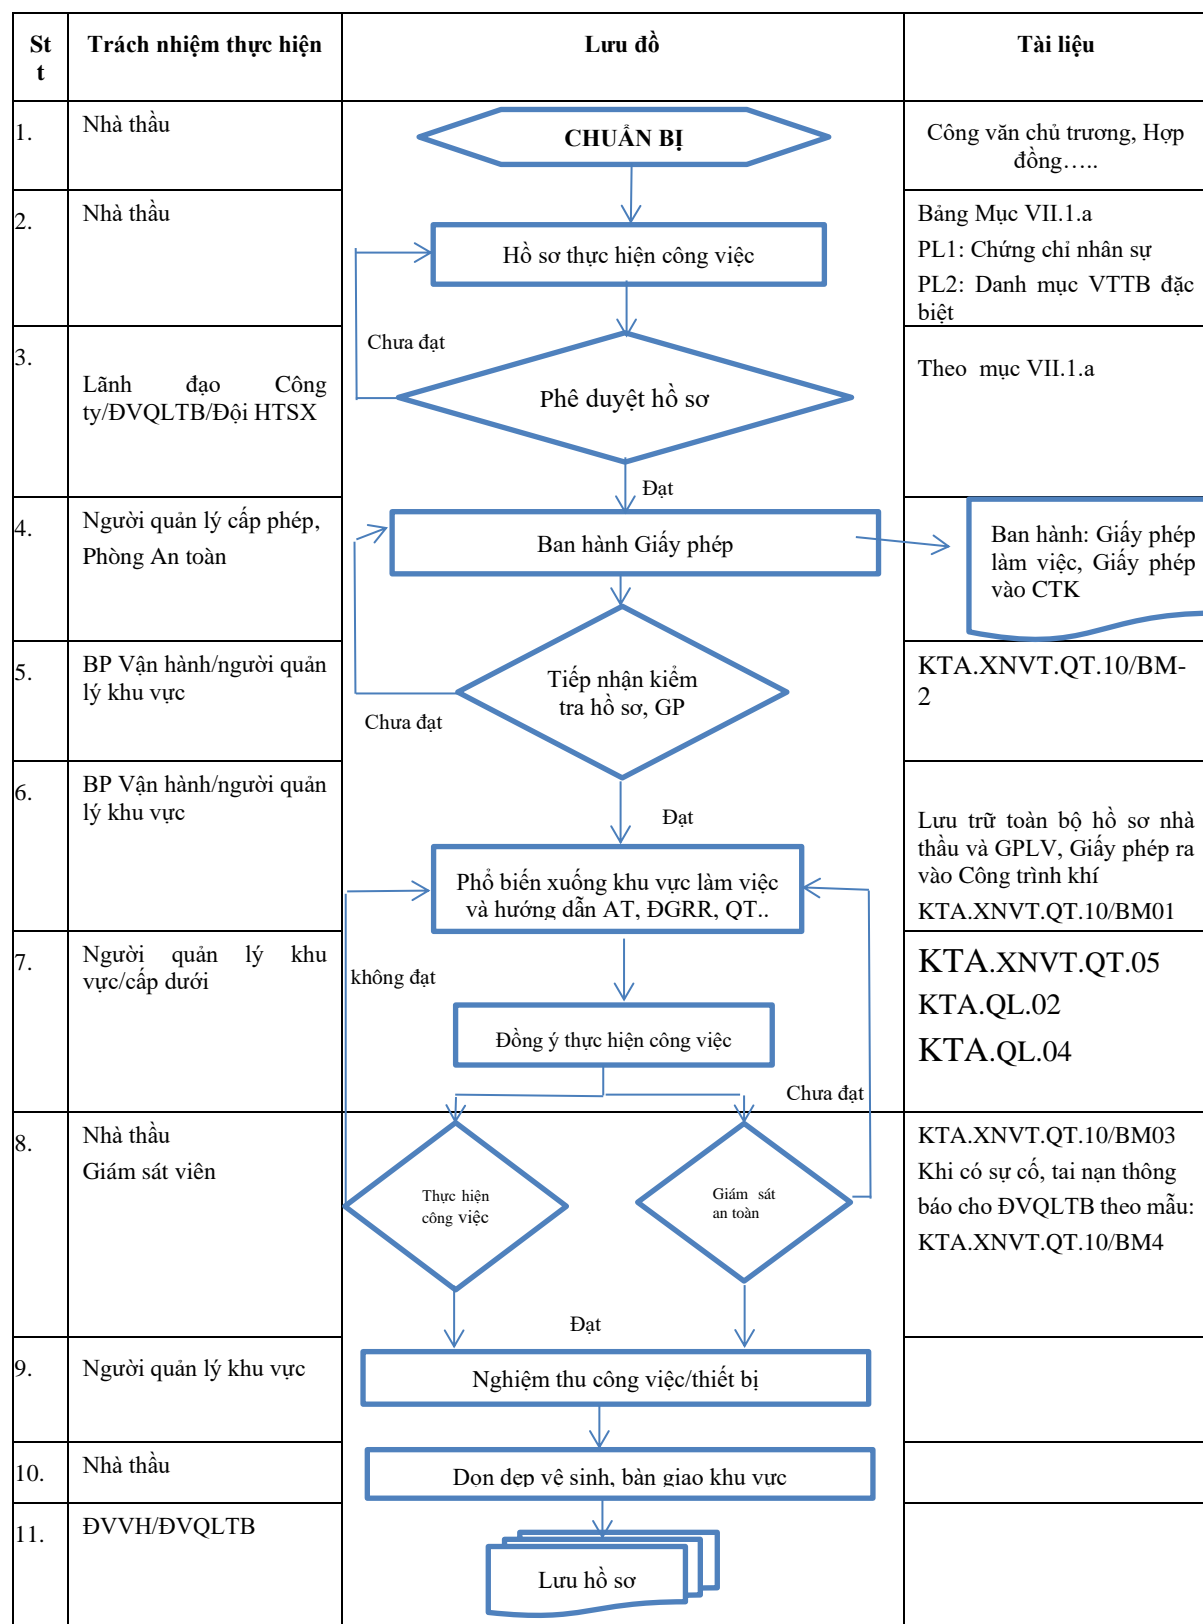 St
t
Trách nhiệm thực hiện
Lưu đồ
Tài liệu
1.
Nhà thầu
CHUẨN BỊ
Công văn chủ trương, Hợp
đồng…..
2.
Nhà thầu
Hồ sơ thực hiện công việc
Bảng Mục VII.1.a
PL1: Chứng chỉ nhân sự
PL2: Danh mục VTTB đặc
biệt
Chưa đạt
3.
Lãnh đạo Công
ty/ĐVQLTB/Đội HTSX
Phê duyệt hồ sơ
Theo mục VII.1.a
Đạt
4.
Người quản lý cấp phép,
Phòng An toàn
Ban hành Giấy phép
Ban hành: Giấy phép
làm việc, Giấy phép
vào CTK
5.
BP Vận hành/người quản
lý khu vực
Tiếp nhận kiểm
tra hồ sơ, GP
Chưa đạt
KTA.XNVT.QT.10/BM-
2
6.
BP Vận hành/người quản
lý khu vực
Đạt
Phổ biến xuống khu vực làm việc
và hướng dẫn AT, ĐGRR, QT..
Lưu trữ toàn bộ hồ sơ nhà
thầu và GPLV, Giấy phép ra
vào Công trình khí
KTA.XNVT.QT.10/BM01
7.
Người quản lý khu
vực/cấp dưới
không đạt
Đồng ý thực hiện công việc
Chưa đạt
KTA.XNVT.QT.05
KTA.QL.02
KTA.QL.04
8.
Nhà thầu
Giám sát viên
Thực hiện
công việc
Giám sát
an toàn
Đạt
KTA.XNVT.QT.10/BM03
Khi có sự cố, tai nạn thông
báo cho ĐVQLTB theo mẫu:
KTA.XNVT.QT.10/BM4
9.
Người quản lý khu vực
Nghiệm thu công việc/thiết bị
10.
Nhà thầu
Dọn dẹp vệ sinh, bàn giao khu vực
11.
ĐVVH/ĐVQLTB
Lưu hồ sơ